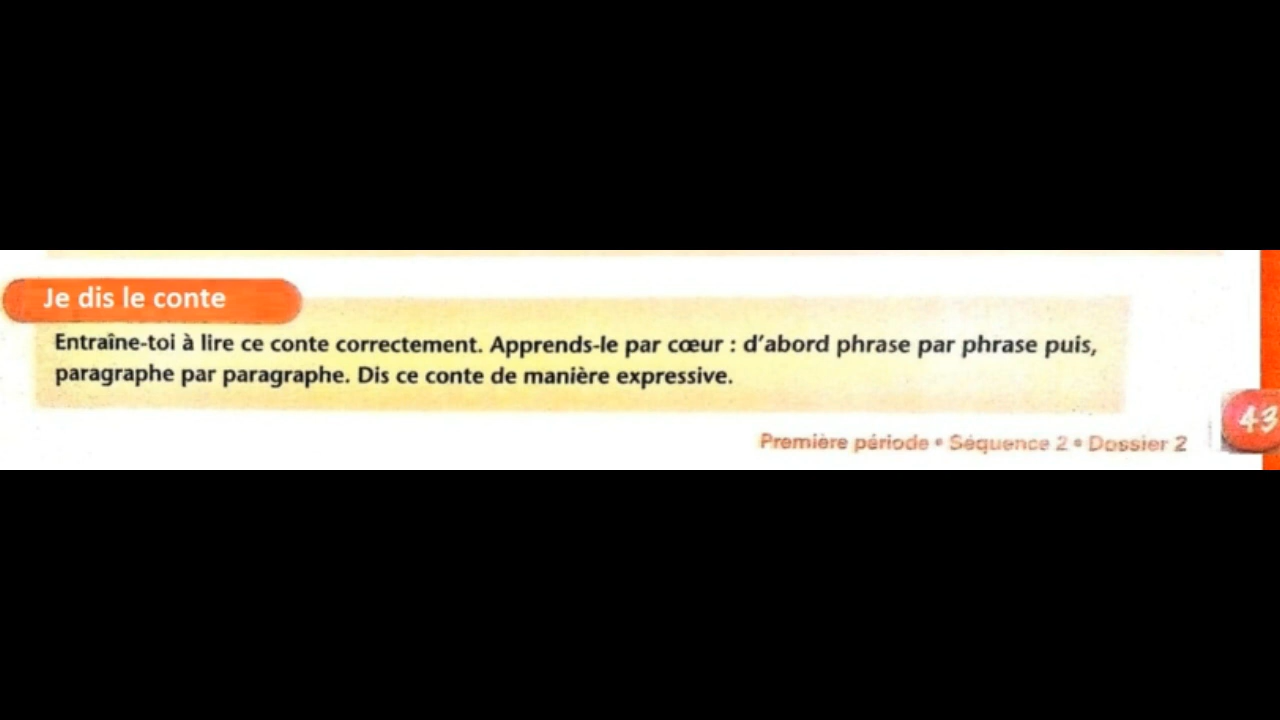 Je dis le conte
Entraîne-toi à lire ce conte correctement. Apprends-le par cœur : d'abord phrase par phrase puis,
paragraphe par paragraphe. Dis ce conte de manière expressive.
Première période • Séquence 2 • Dossier 2
43